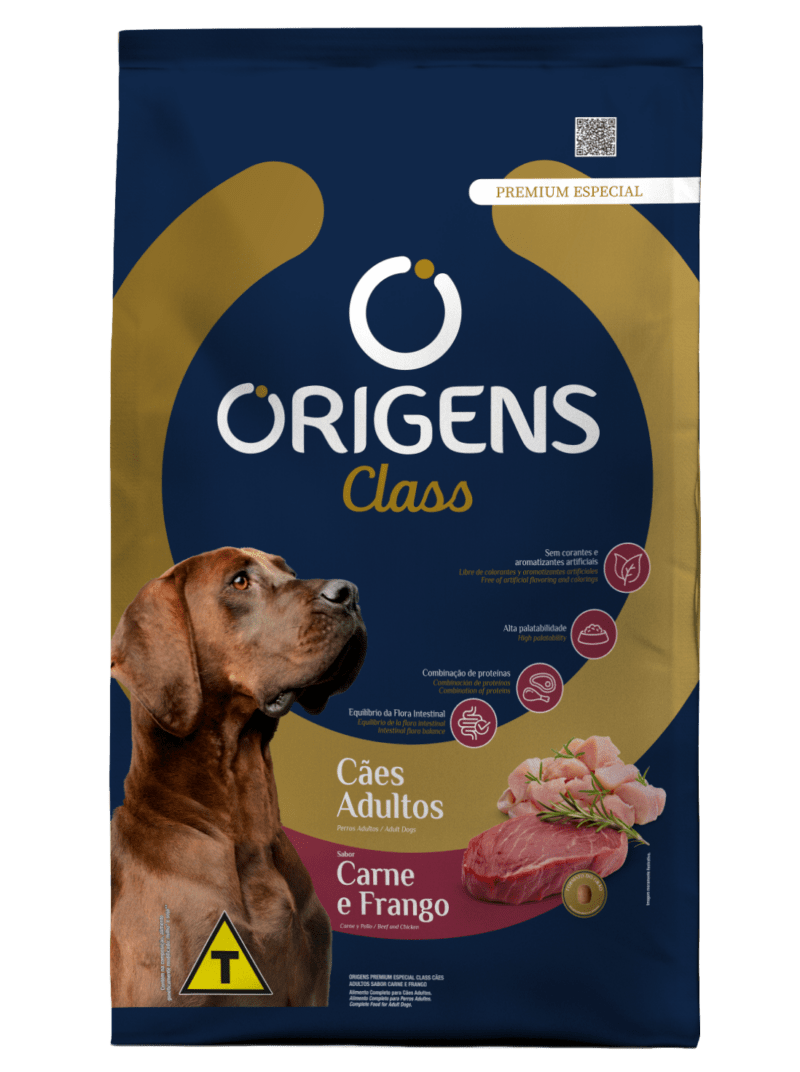 PREMIUM ESPECIAL
ORIGENS
Class
Sem corantes e
aromatizantes artificiais
Libre de colorantes y aromatizantes artificiales
Free of artificial flavoring and colorings
Alta palatabilidade
High palatability
Combinação de proteínas
Combinación de proteínas
Combination of proteins
Equilíbrio da Flora Intestinal
Equilibrio de la flora intestinal
Intestinal flora balance
Cães
Adultos
Perros Adultos / Adult Dogs
Sabor
Carne
e Frango
Carne y Pollo / Beef and Chicken
Imagem meramente ilustrativa.
T
ORIGENS PREMIUM ESPECIAL CLASS CÃES
ADULTOS SABOR CARNE E FRANGO
Alimento Completo para Cães Adultos.
Alimento Completo para Perros Adultos.
Complete Food for Adult Dogs.